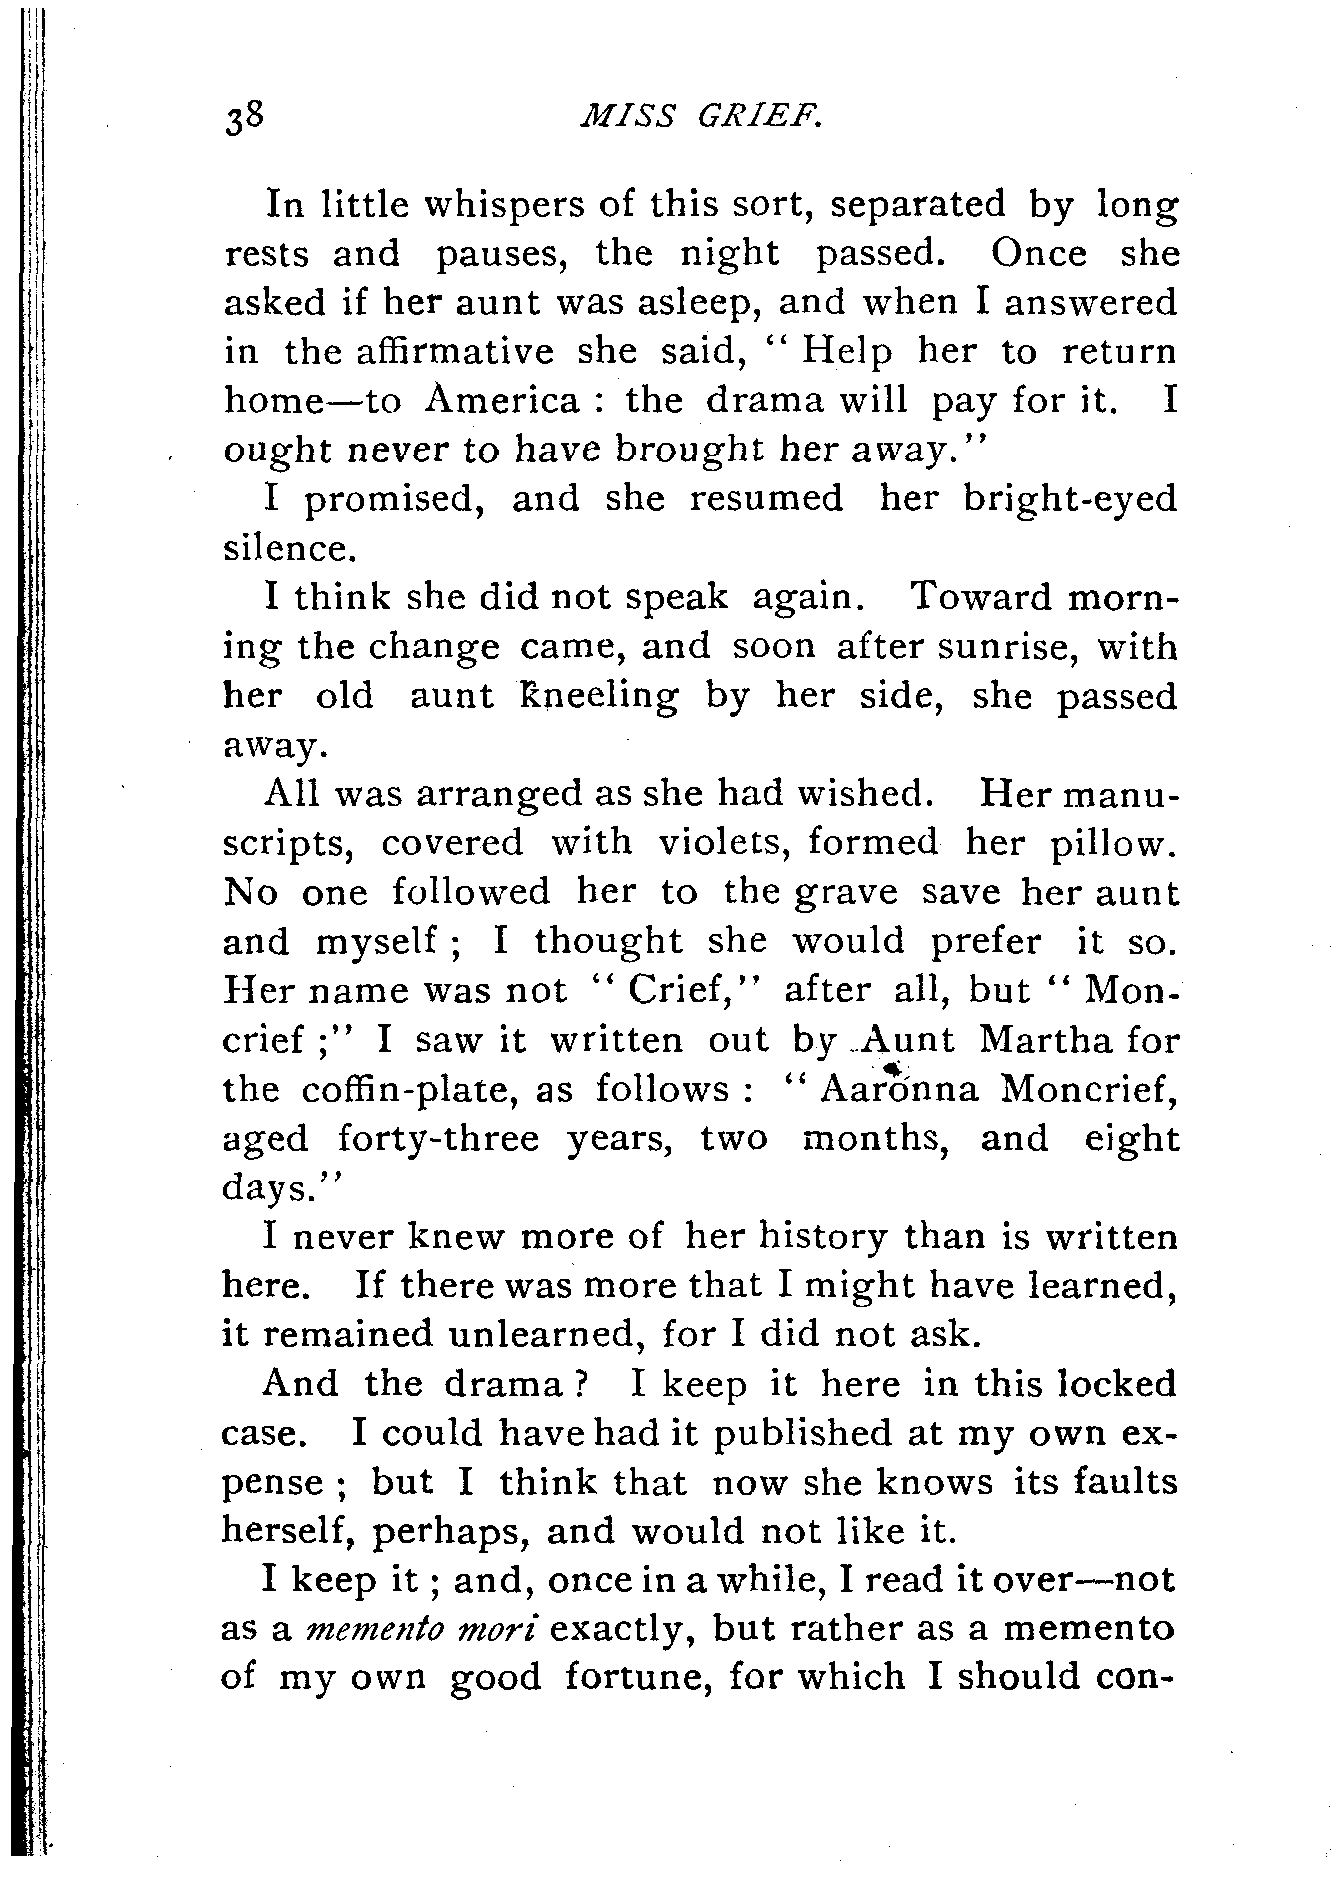 38 MISS GRIEF.
In little whispers of this sort, separated by long
rests and pauses, the night passed. Once she
asked if her aunt was asleep, and when I answered
in the affirmative she said, “ Help her to return
home—to America : the drama will pay for it. I
ought never to have brought her away.”
I promised, and she resumed her bright-eyed
silence.
I think she did not speak again. Toward morn-
ing the change came, and soon after sunrise, with
her old aunt kneeling by her side, she passed
away.
All was arranged as she had wished. Her manu-
scripts, covered with violets, formed her pillow.
No one followed her to the grave save her aunt
and myself ; I thought she would prefer it so.
Her name was not “ Crief,” after all, but “ Mon-
crief ;” I saw it written out by Aunt Martha for
the coffin-plate, as follows : “ Aaronna Moncrief,
aged forty-three years, two months, and eight
days.”
I never knew more of her history than is written
here. If there was more that I might have learned,
it remained unlearned, for I did not ask.
And the drama ? I keep it here in this locked
case. I could have had it published at my own ex-
pense ; but I think that now she knows its faults
herself, perhaps, and would not like it.
I keep it ; and, once in a while, I read it over—not
as a memento mori exactly, but rather as a memento
of my own good fortune, for which I should con-